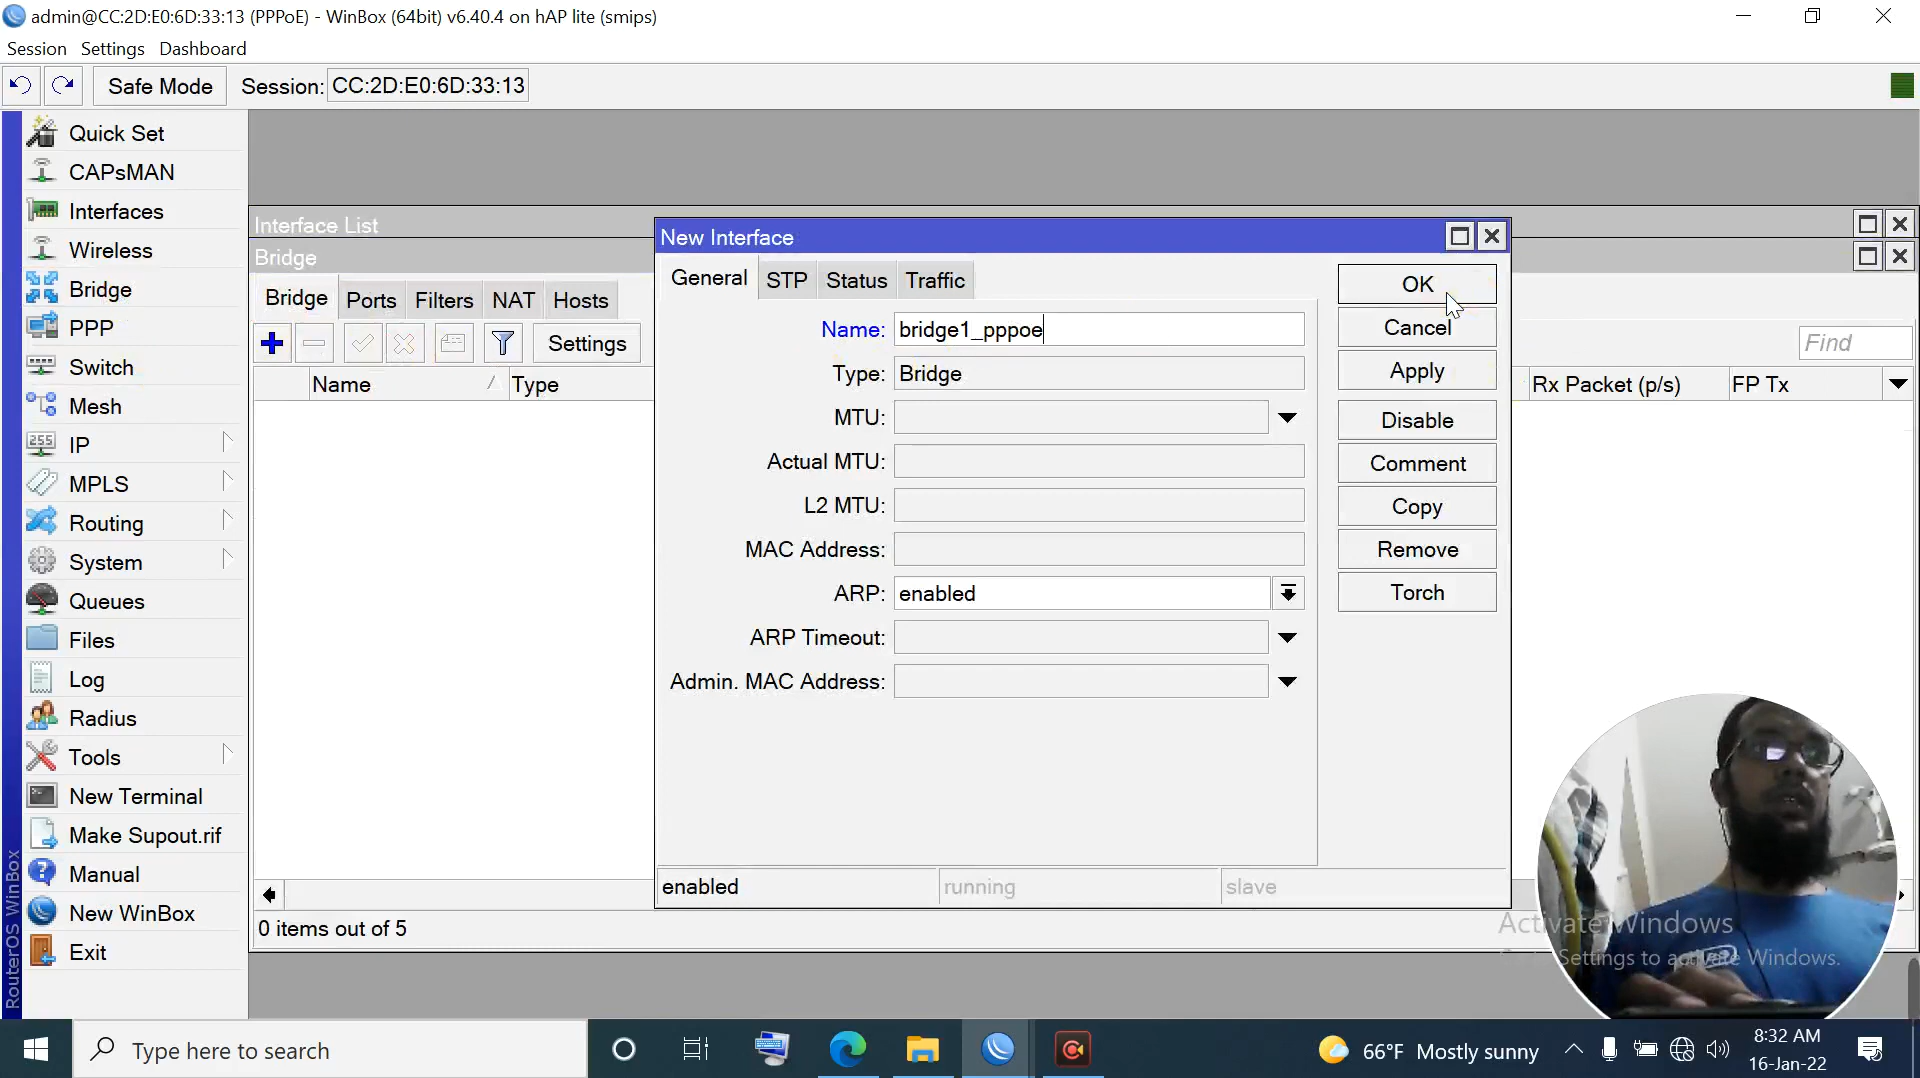 admin@CC:2D:E0:6D:33:13 (PPPoE) - WinBox (64bit) v6.40.4 on hAP lite (smips)
Session Settings Dashboard
Safe Mode Session: CC:2D:E0:6D:33:13
Quick Set
CAPsMAN
Interfaces
Wireless
Bridge
PPP
Switch
Mesh
IP
MPLS
Routing
System
Queues
Files
Log
Radius
Tools
New Terminal
Make Supout.rif
Manual
New WinBox
Exit
RouterOS WinBox
Interface List
Bridge
Bridge Ports Filters NAT Hosts
Settings
Find
Name Type
Rx Packet (p/s) FP Tx
0 items out of 5
New Interface
General STP Status Traffic
Name: bridge1_pppoe
Type: Bridge
MTU:
Actual MTU:
L2 MTU:
MAC Address:
ARP: enabled
ARP Timeout:
Admin. MAC Address:
OK
Cancel
Apply
Disable
Comment
Copy
Remove
Torch
enabled running slave
Activate Windows
Settings to activate Windows.
Type here to search
66°F Mostly sunny
8:32 AM
16-Jan-22